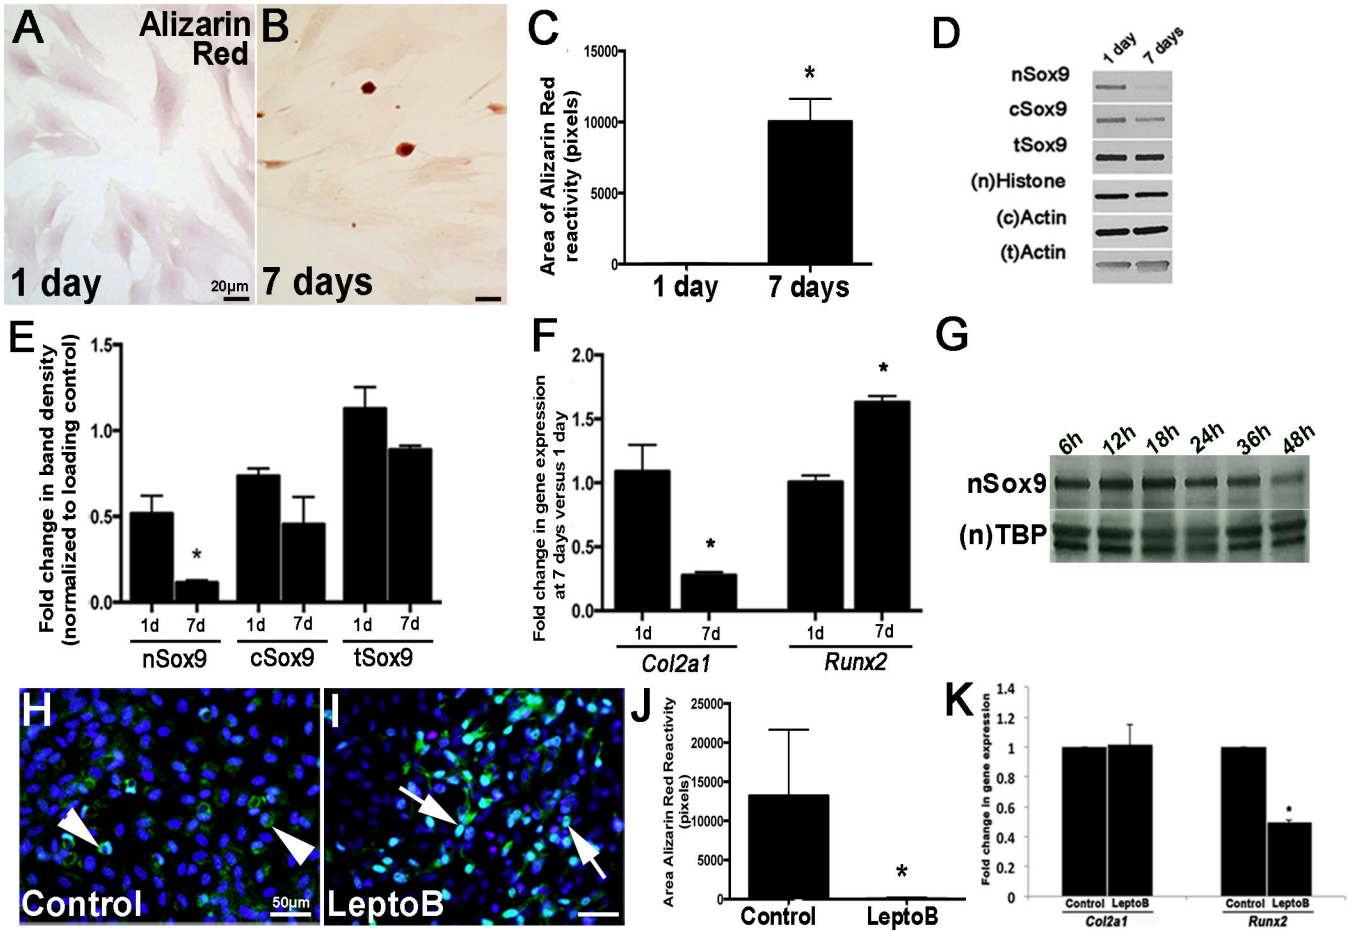 A
Alizarin
Red
1 day
20µm
B
7 days
C
Area of Alizarin Red
reactivity (pixels)
15000
10000
5000
0
*
1 day
7 days
D
1 day
7 days
nSox9
cSox9
tSox9
(n)Histone
(c)Actin
(t)Actin
E
Fold change in band density
(normalized to loading control)
1.5
1.0
0.5
0.0
*
1d
7d
1d
7d
1d
7d
nSox9
cSox9
tSox9
F
Fold change in gene expression
at 7 days versus 1 day
2.0
1.5
1.0
0.5
0.0
*
*
1d
7d
1d
7d
Col2a1
Runx2
G
6h
12h
18h
24h
36h
48h
nSox9
(n)TBP
H
Control
50µm
I
LeptoB
J
Area Alizarin Red Reactivity
(pixels)
25000
20000
15000
10000
5000
0
*
Control
LeptoB
K
Fold change in gene expression
1.4
1.2
1
0.8
0.6
0.4
0.2
0
*
Control
LeptoB
Control
LeptoB
Col2a1
Runx2